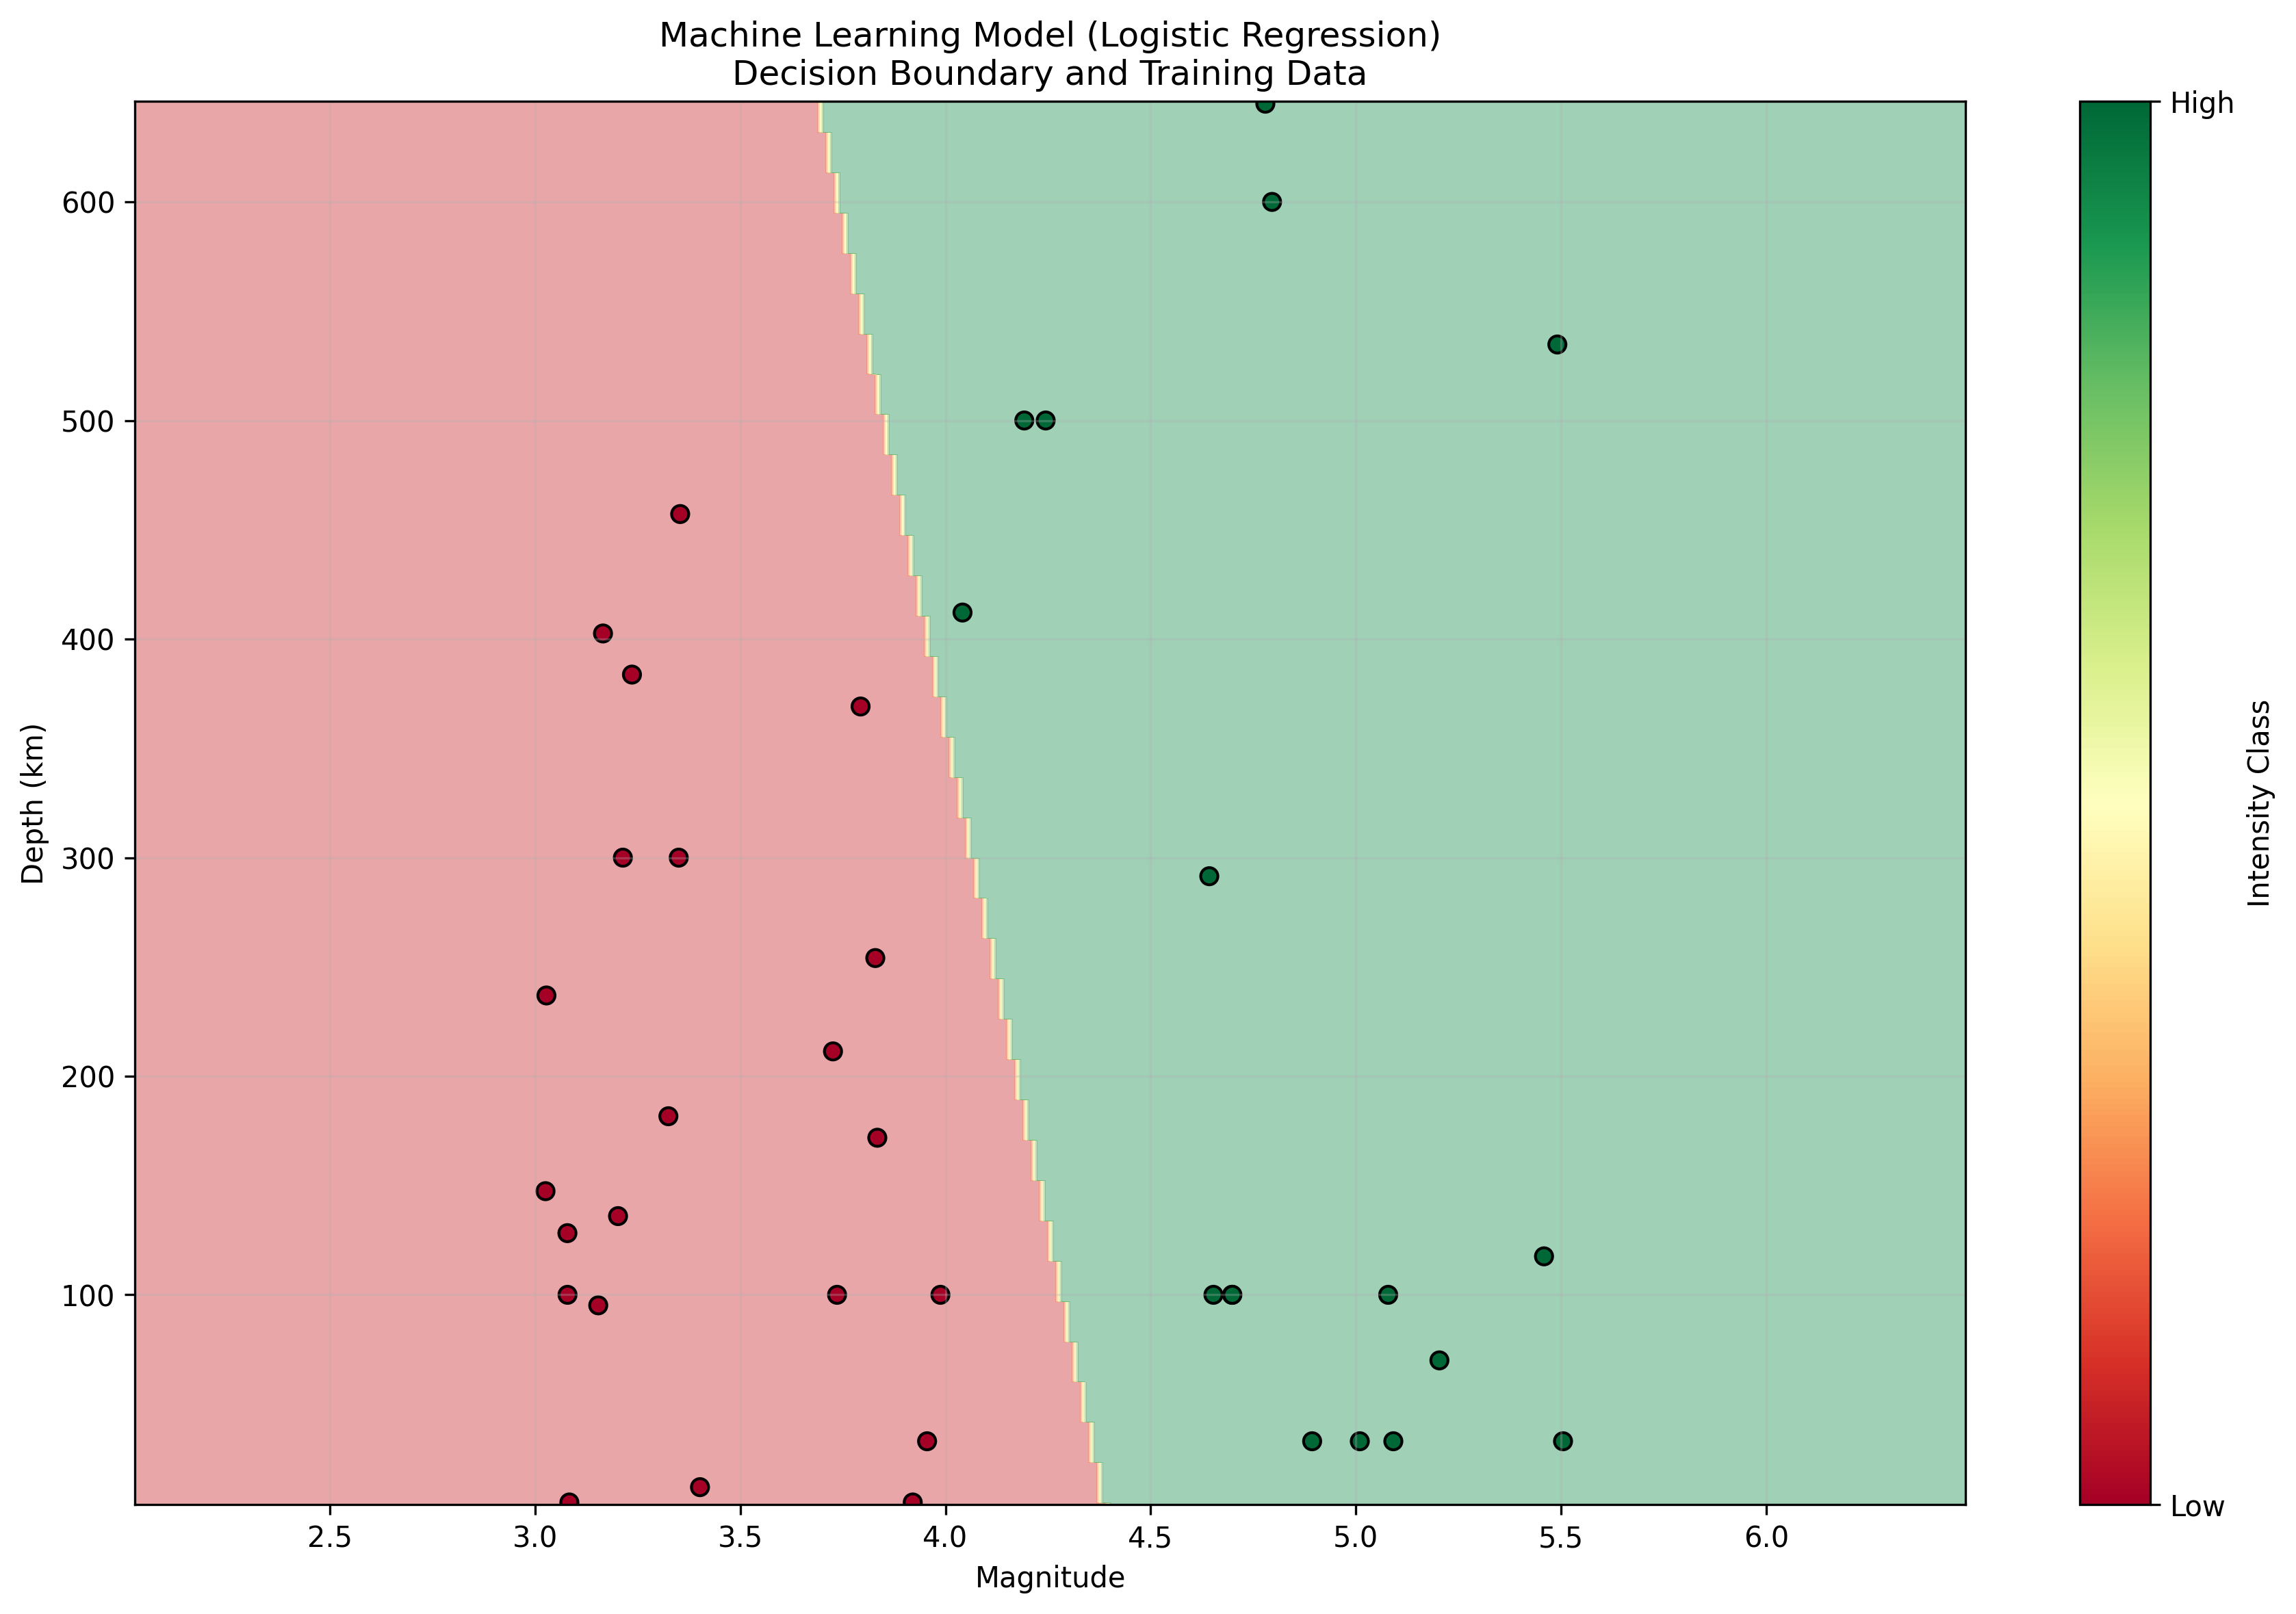 Machine Learning Model (Logistic Regression)
Decision Boundary and Training Data
High
Low
Intensity Class
Depth (km)
600
500
400
300
200
100
2.5
3.0
3.5
4.0
4.5
5.0
5.5
6.0
Magnitude